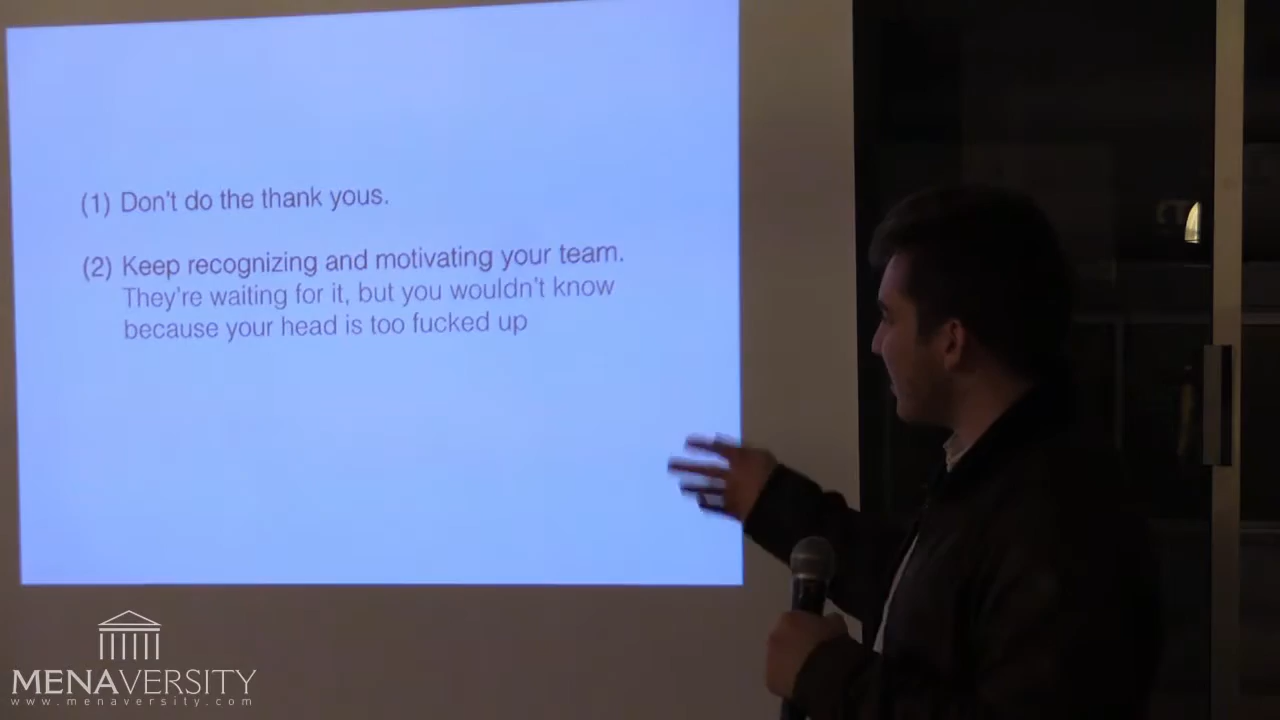 (1) Don't do the thank yous.
(2) Keep recognizing and motivating your team.
They're waiting for it, but you wouldn't know
because your head is too fucked up
MENAVERSITY
www.menaversity.com